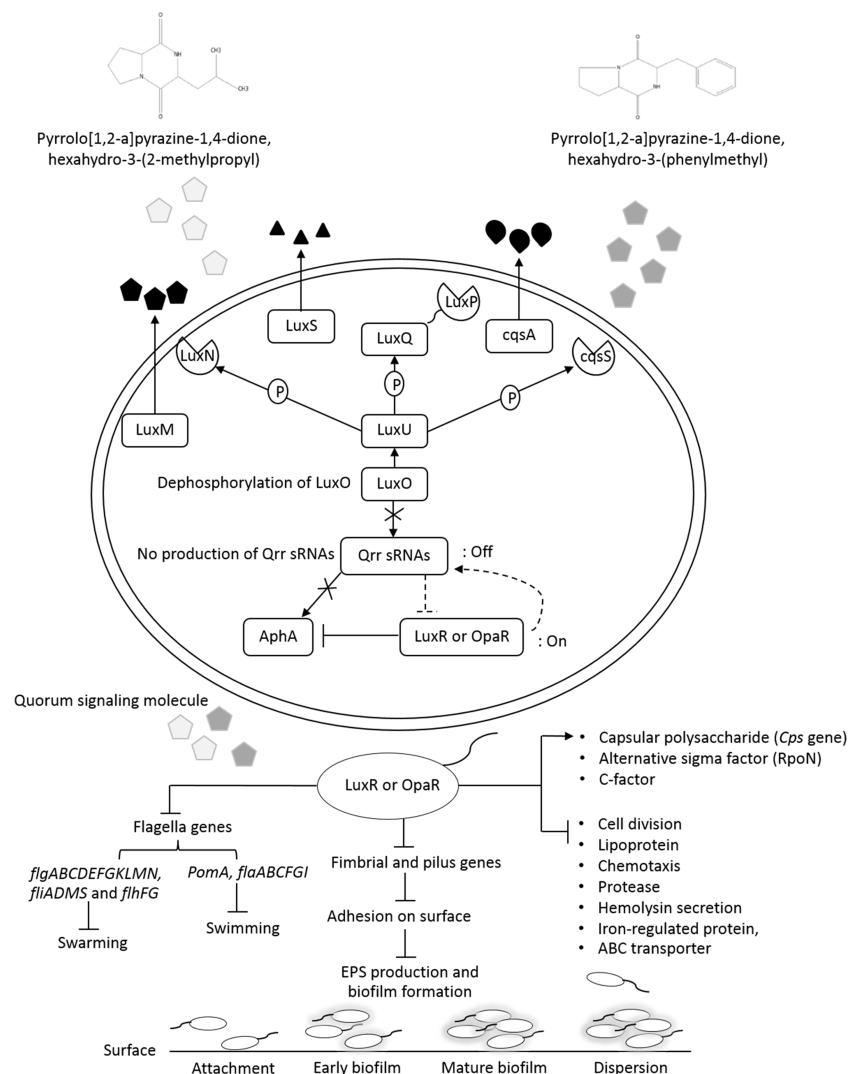 O
NH
CH3
N
CH3
O
O
N
NH
O
Pyrrolo[1,2-a]pyrazine-1,4-dione,
hexahydro-3-(2-methylpropyl)
Pyrrolo[1,2-a]pyrazine-1,4-dione,
hexahydro-3-(phenylmethyl)
LuxP
LuxS
LuxQ
cqsA
LuxN
cqsS
P
P
P
LuxM
LuxU
Dephosphorylation of LuxO
LuxO
No production of Qrr sRNAs
Qrr sRNAs
: Off
AphA
LuxR or OpaR
: On
Quorum signaling molecule
LuxR or OpaR
• Capsular polysaccharide (Cps gene)
• Alternative sigma factor (RpoN)
• C-factor
Flagella genes
flgABCDEFGKLMN,
fliADMS and flhFG
PomA, flaABCFGI
Swarming
Swimming
Fimbrial and pilus genes
Adhesion on surface
EPS production and
biofilm formation
• Cell division
• Lipoprotein
• Chemotaxis
• Protease
• Hemolysin secretion
• Iron-regulated protein,
• ABC transporter
Surface
Attachment
Early biofilm
Mature biofilm
Dispersion